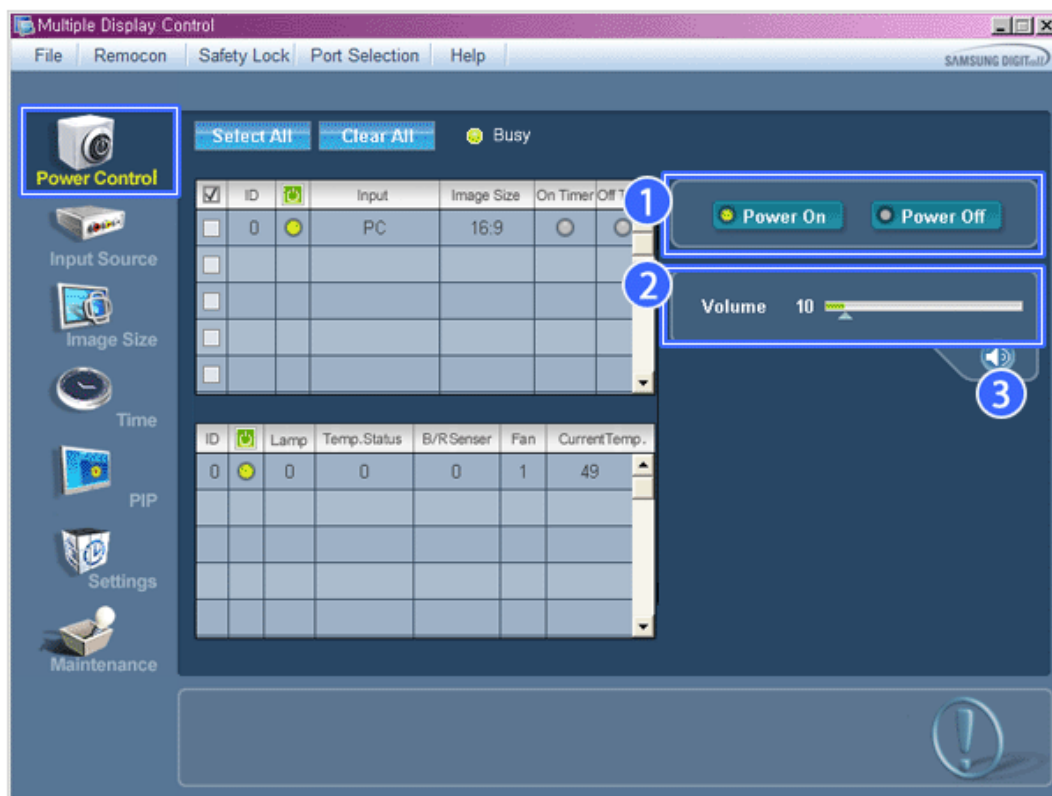 Multiple Display Control
File Remocon Safety Lock Port Selection Help
SAMSUNG DIGITall
Power Control
Input Source
Image Size
Time
PIP
Settings
Maintenance
Select All Clear All Busy
ID Input Image Size On Timer Off T
0 PC 16:9
ID Lamp Temp.Status B/RSenser Fan CurrentTemp.
0 0 0 0 1 49
1
Power On Power Off
2
Volume 10
3